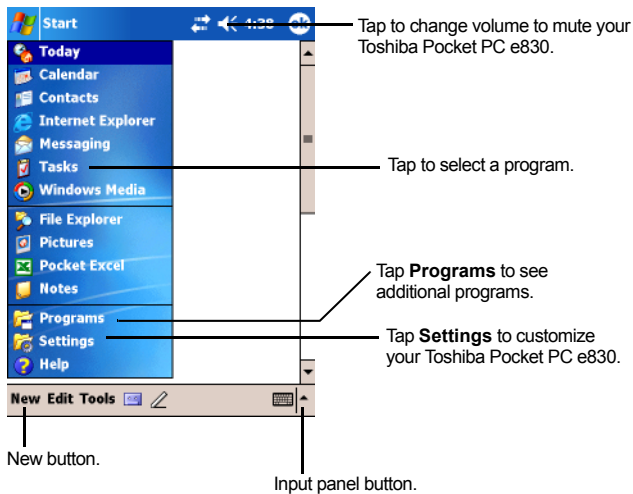 Start 4:38 ok
Tap to change volume to mute your
Toshiba Pocket PC e830.
Today
Calendar
Contacts
Internet Explorer
Messaging
Tasks
Tap to select a program.
Windows Media
File Explorer
Pictures
Pocket Excel
Notes
Tap Programs to see
additional programs.
Programs
Settings
Tap Settings to customize
your Toshiba Pocket PC e830.
Help
New Edit Tools
New button.
Input panel button.